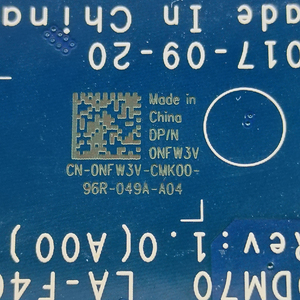 ade In China
017-09-20
Made in
China
DP/N
0NFW3V
CN-0NFW3V-CMK00-
96R-049A-A04
Rev:1.0(A00)
DM70 LA-F4